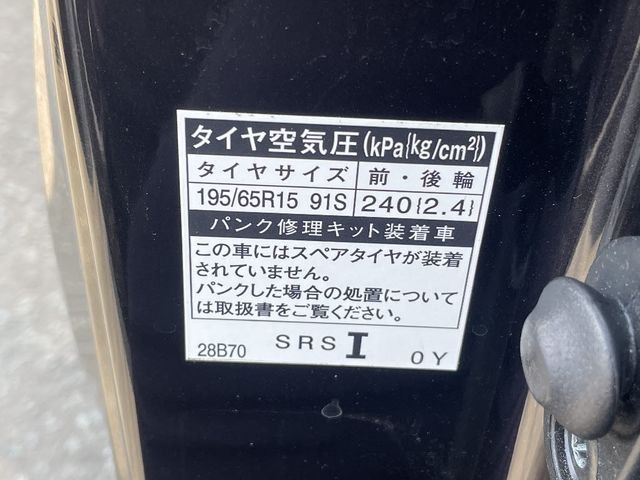 タイヤ空気圧(kPa{kg/cm²})
タイヤサイズ 前・後輪
195/65R15 91S 240{2.4}
パンク修理キット装着車
この車にはスペアタイヤが装着
されていません。
パンクした場合の処置について
は取扱書をご覧ください。
28B70 SRS I 0Y